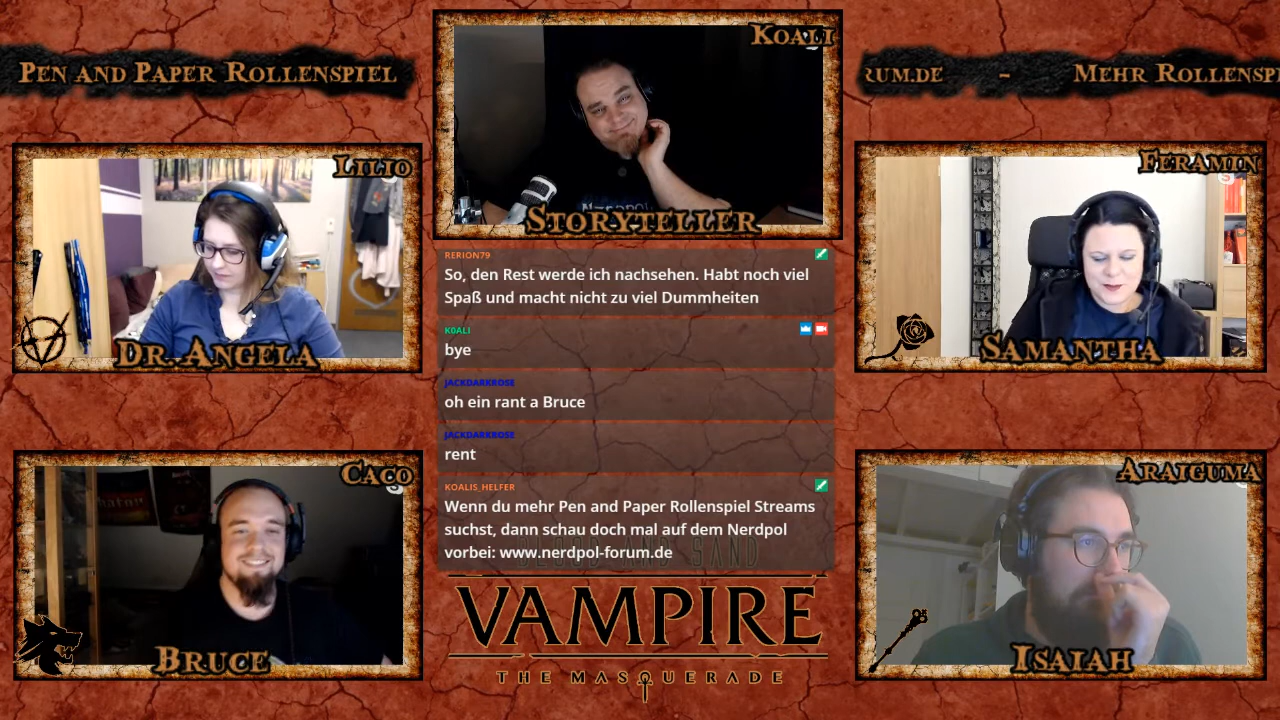 PEN AND PAPER ROLLENSPIEL
KOALI
STORYTELLER
RUM.DE - MEHR ROLLENSPI
LILIO
DR. ANGELA
FERAMIN
SAMANTHA
RERION79
So, den Rest werde ich nachsehen. Habt noch viel
Spaß und macht nicht zu viel Dummheiten
K0ALI
bye
JACKDARKROSE
oh ein rant a Bruce
JACKDARKROSE
rent
KOALIS_HELFER
Wenn du mehr Pen and Paper Rollenspiel Streams
suchst, dann schau doch mal auf dem Nerdpol
vorbei: www.nerdpol-forum.de
BLOOD AND SAND
VAMPIRE
THE MASQUERADE
CACO
BRUCE
ARAIGUMA
ISAIAH